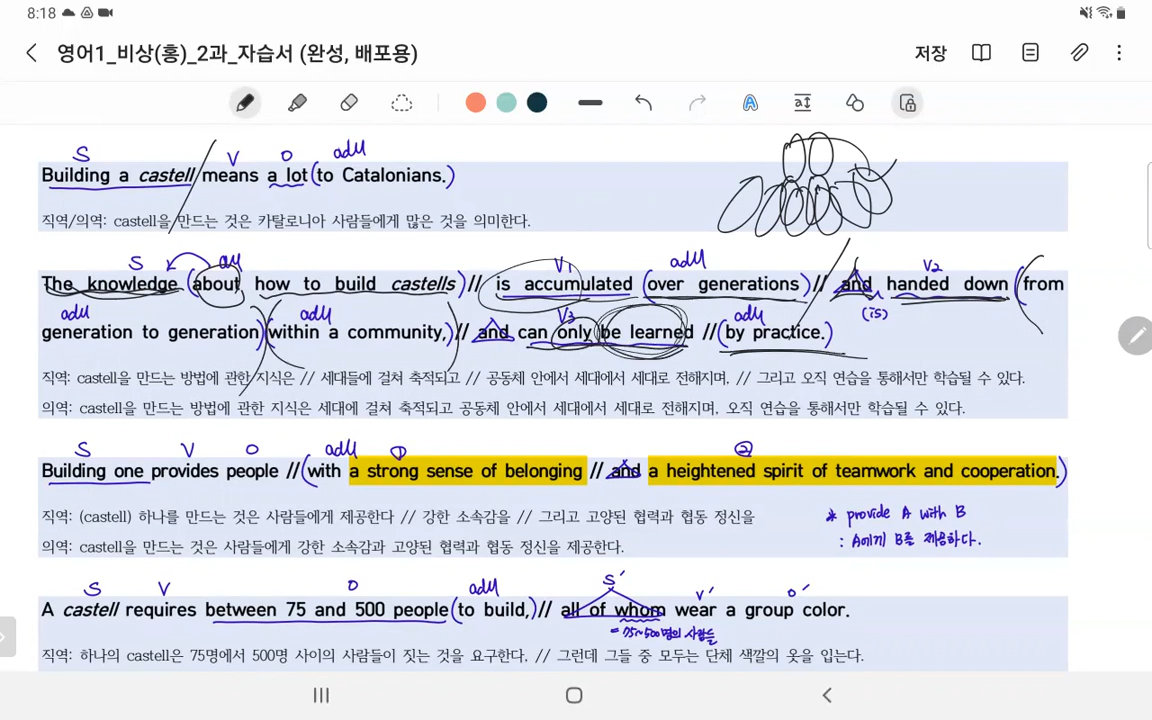 8:18
영어1_비상(홍)_2과_자습서 (완성, 배포용)
저장
S V O adv
Building a castell means a lot (to Catalonians.)
직역/의역: castell을 만드는 것은 카탈로니아 사람들에게 많은 것을 의미한다.
S V₁ adv V₂
The knowledge (about how to build castells) // is accumulated (over generations) // and handed down (from
(is)
adv adv V₃ adv
generation to generation) (within a community,) // and can only be learned // (by practice.)
직역: castell을 만드는 방법에 관한 지식은 // 세대들에 걸쳐 축적되고 // 공동체 안에서 세대에서 세대로 전해지며, // 그리고 오직 연습을 통해서만 학습될 수 있다.
의역: castell을 만드는 방법에 관한 지식은 세대에 걸쳐 축적되고 공동체 안에서 세대에서 세대로 전해지며, 오직 연습을 통해서만 학습될 수 있다.
S V O adv ① ②
Building one provides people // (with a strong sense of belonging // and a heightened spirit of teamwork and cooperation.)
직역: (castell) 하나를 만드는 것은 사람들에게 제공한다 // 강한 소속감을 // 그리고 고양된 협력과 협동 정신을
* provide A with B
의역: castell을 만드는 것은 사람들에게 강한 소속감과 고양된 협력과 협동 정신을 제공한다.
: A에게 B를 제공하다.
S V O adv S′ V′ O′
A castell requires between 75 and 500 people (to build,) // all of whom wear a group color.
= 75~500명의 사람들
직역: 하나의 castell은 75명에서 500명 사이의 사람들이 짓는 것을 요구한다, // 그런데 그들 중 모두는 단체 색깔의 옷을 입는다.